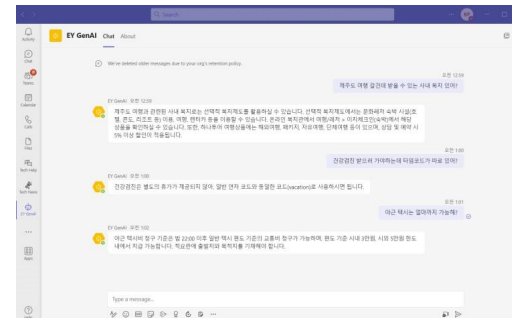 Search
EY GenAI Chat About
Activity
We've deleted older messages due to your org's retention policy.
Chat
오전 12:59
제주도 여행 갈건데 받을 수 있는 사내 복지 있어?
Teams
EY GenAI 오전 12:59
제주도 여행과 관련된 사내 복지로는 선택적 복지제도를 활용하실 수 있습니다. 선택적 복지제도에서는 문화레저 숙박 시설(호
텔, 콘도, 리조트 등) 이용, 여행, 렌터카 등을 이용할 수 있습니다. 온라인 복지관에서 여행/레저 > 이지체크인(숙박)에서 해당
상품을 확인하실 수 있습니다. 또한, 하나투어 여행상품에는 해외여행, 패키지, 자유여행, 단체여행 등이 있으며, 상담 및 예약 시
5% 이상 할인이 적용됩니다.
Calendar
Calls
Files
오전 1:00
건강검진 받으러 가야하는데 타임코드가 따로 있어?
Tech Help
EY GenAI 오전 1:00
건강검진은 별도의 휴가가 제공되지 않아, 일반 연차 코드와 동일한 코드(vacation)로 사용하시면 됩니다.
Tech News
오전 1:01
야근 택시는 얼마까지 가능해?
EY GenAI
EY GenAI 오전 1:02
야근 택시비 청구 기준은 밤 22:00 이후 일반 택시 편도 기준의 교통비 청구가 가능하며, 편도 기준 시내 3만원, 시외 5만원 한도
내에서 지급 가능합니다. 적요란에 출발지와 목적지를 기재해야 합니다.
Apps
Type a message...